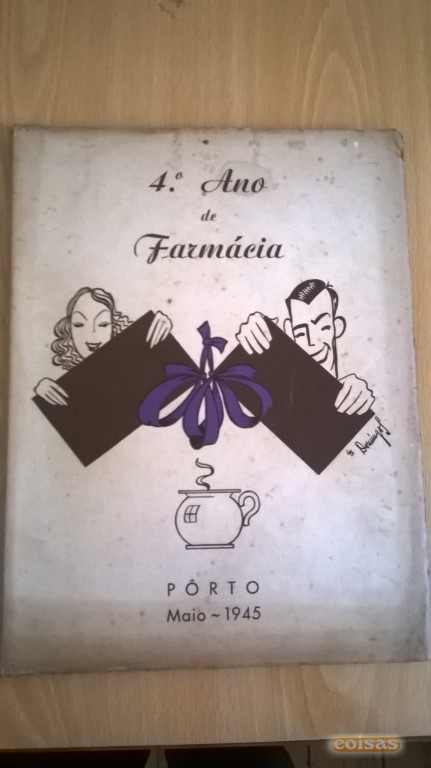 4.º Ano
de
Farmácia
PÔRTO
Maio ~ 1945
coisas